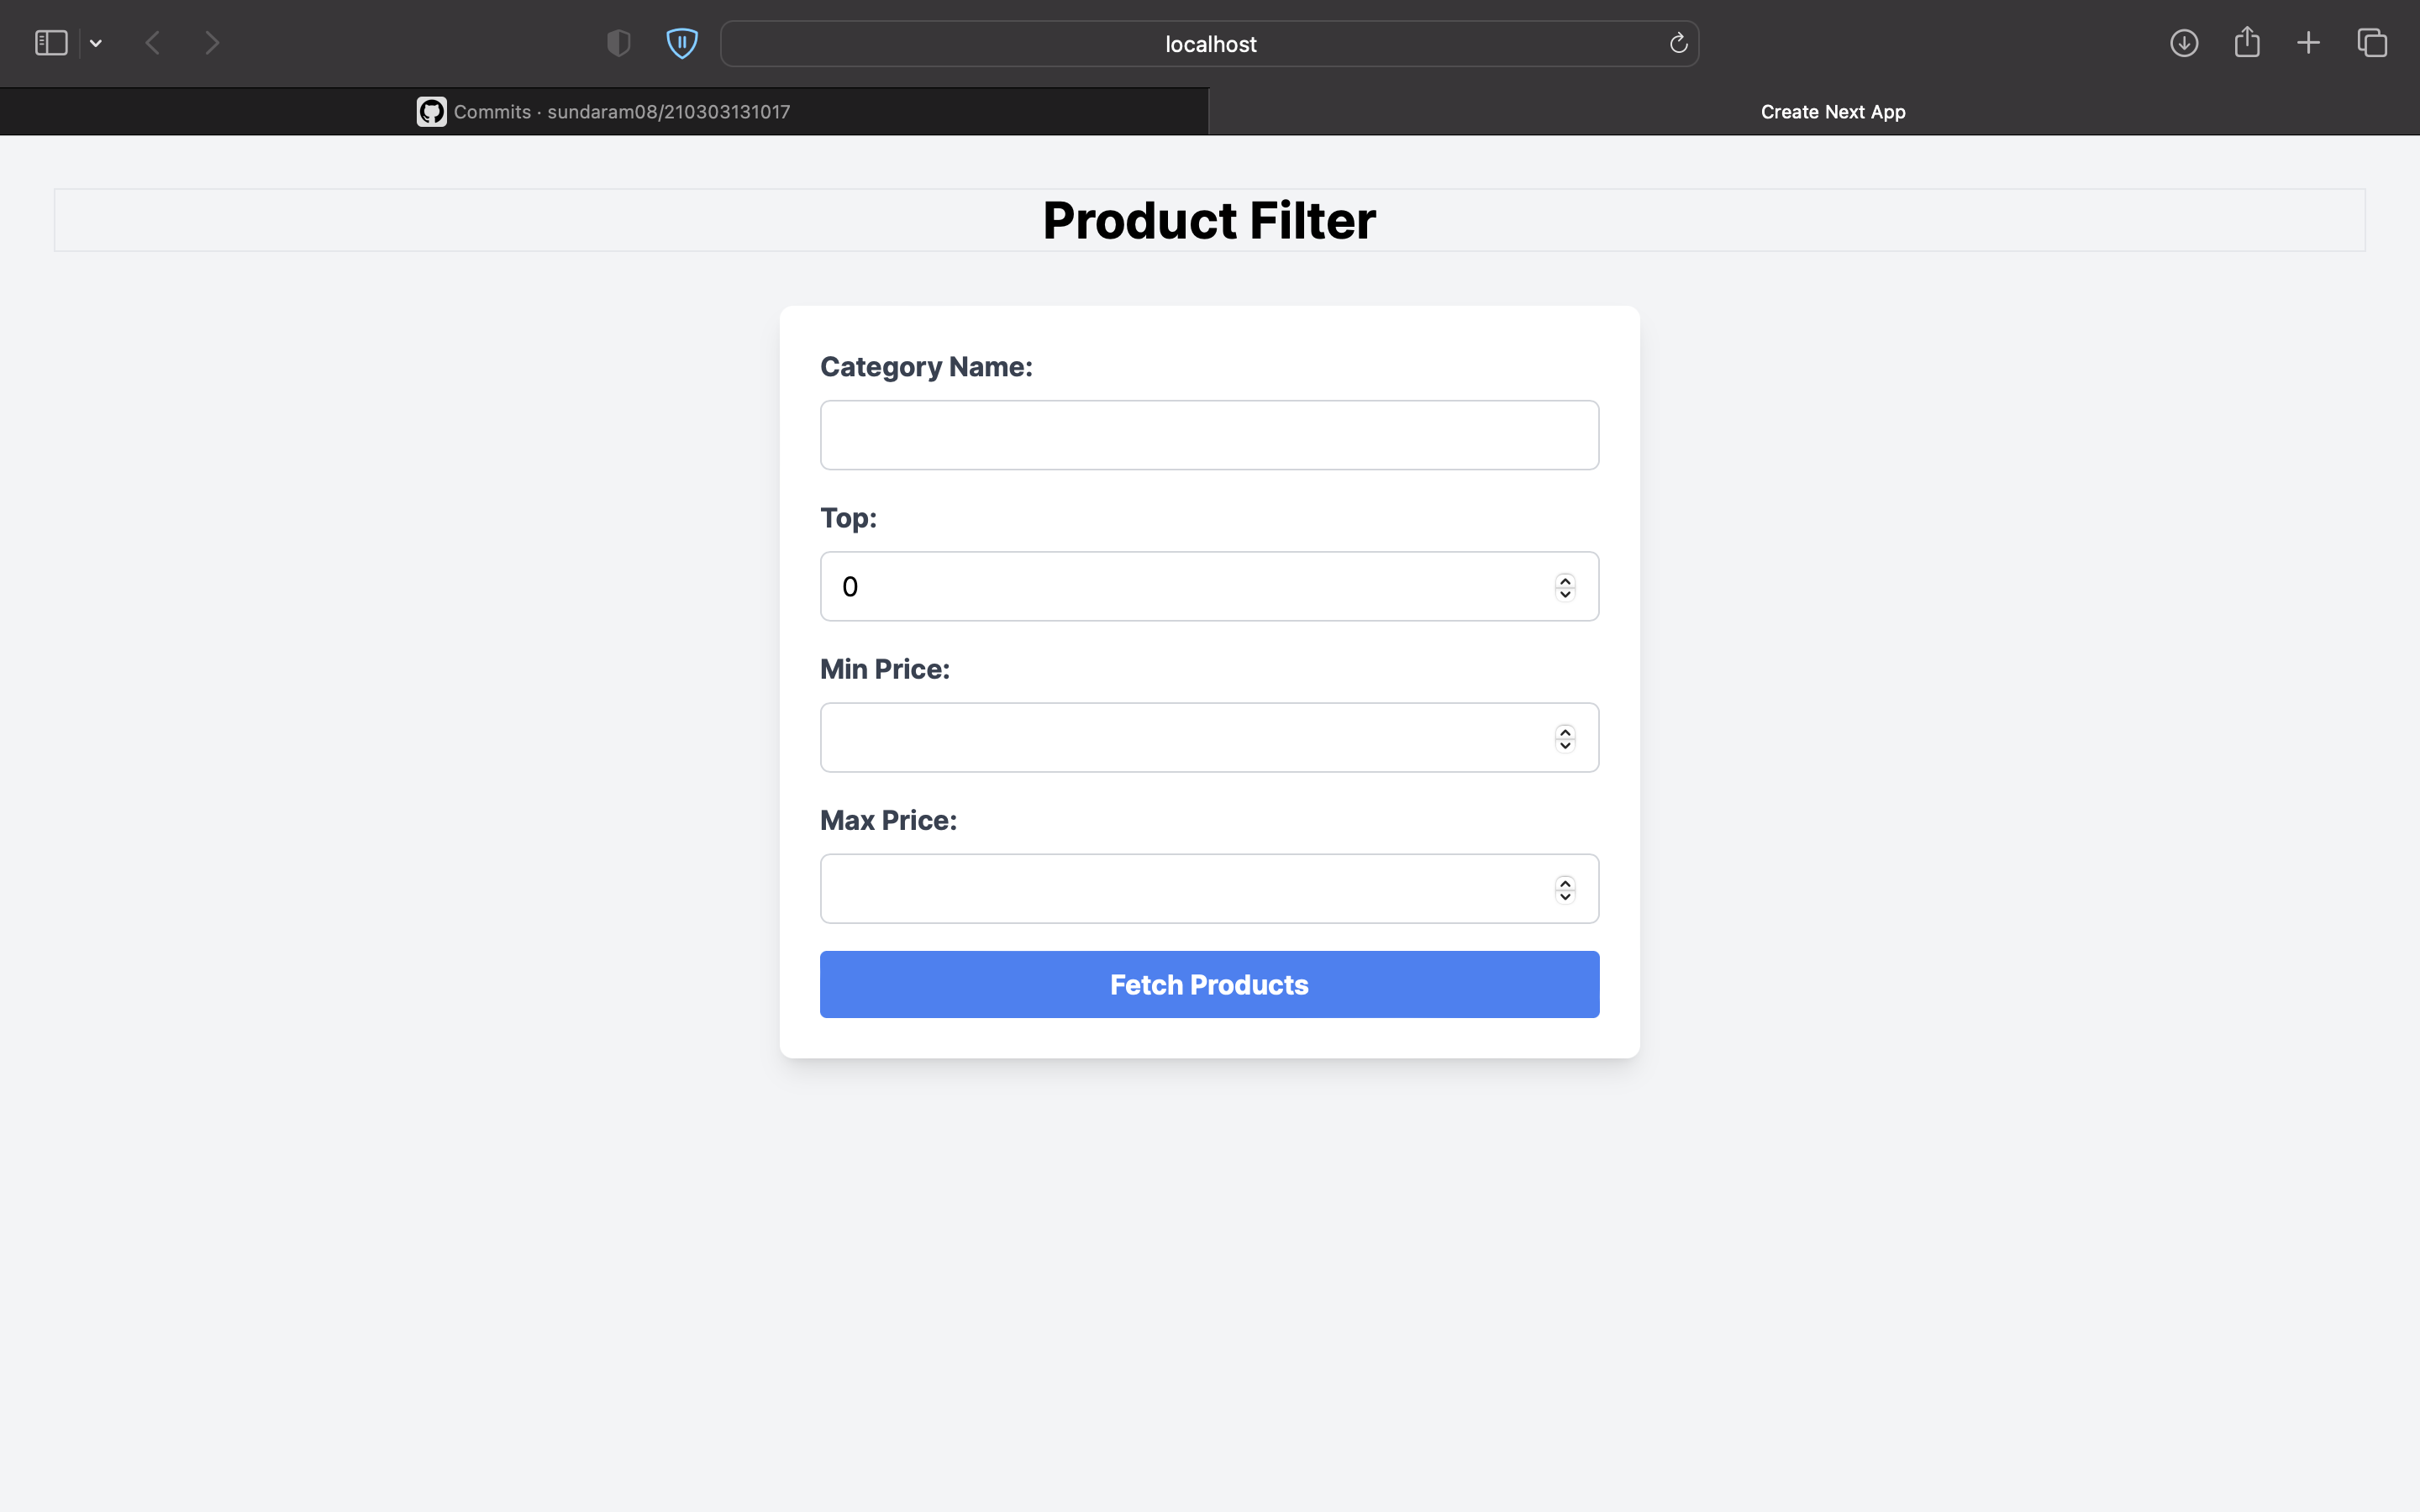 localhost
Commits · sundaram08/210303131017
Create Next App
Product Filter
Category Name:
Top:
0
Min Price:
Max Price:
Fetch Products